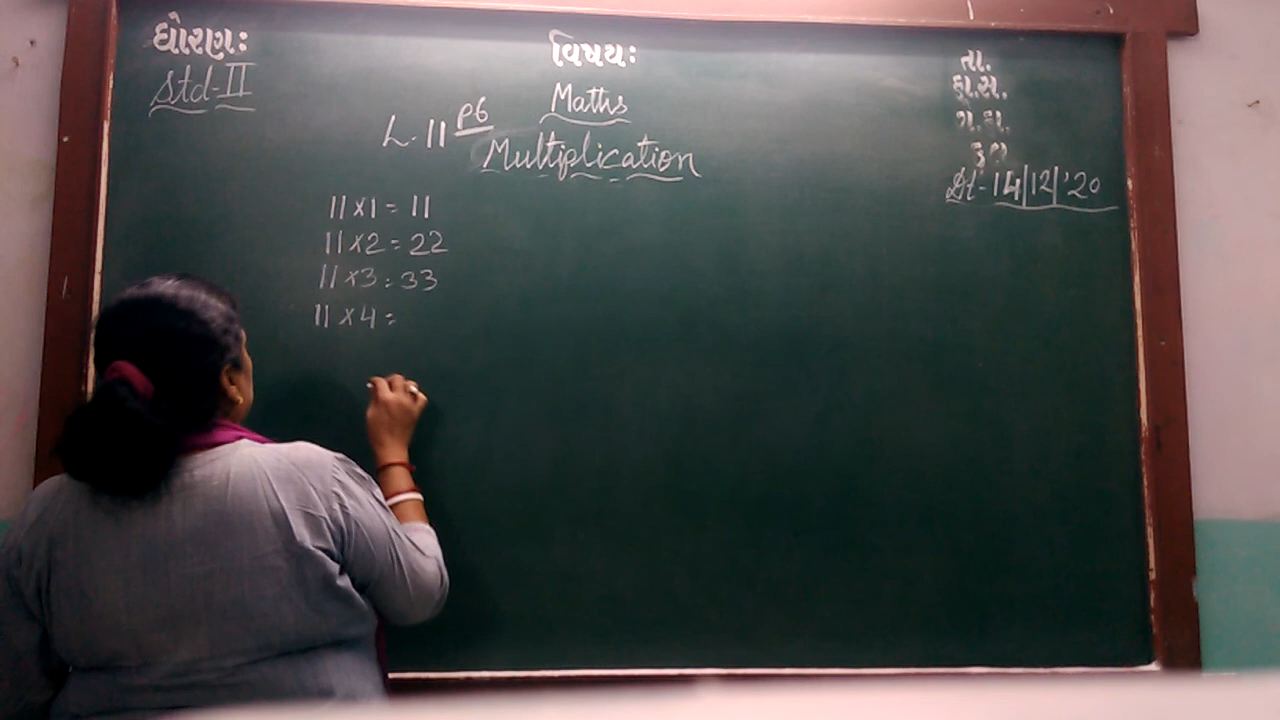 ધોરણઃ
Std-II
વિષયઃ
Maths
L.11 P6
Multiplication
તા.
Dt-14/12/'20
11×1=11
11×2=22
11×3=33
11×4=